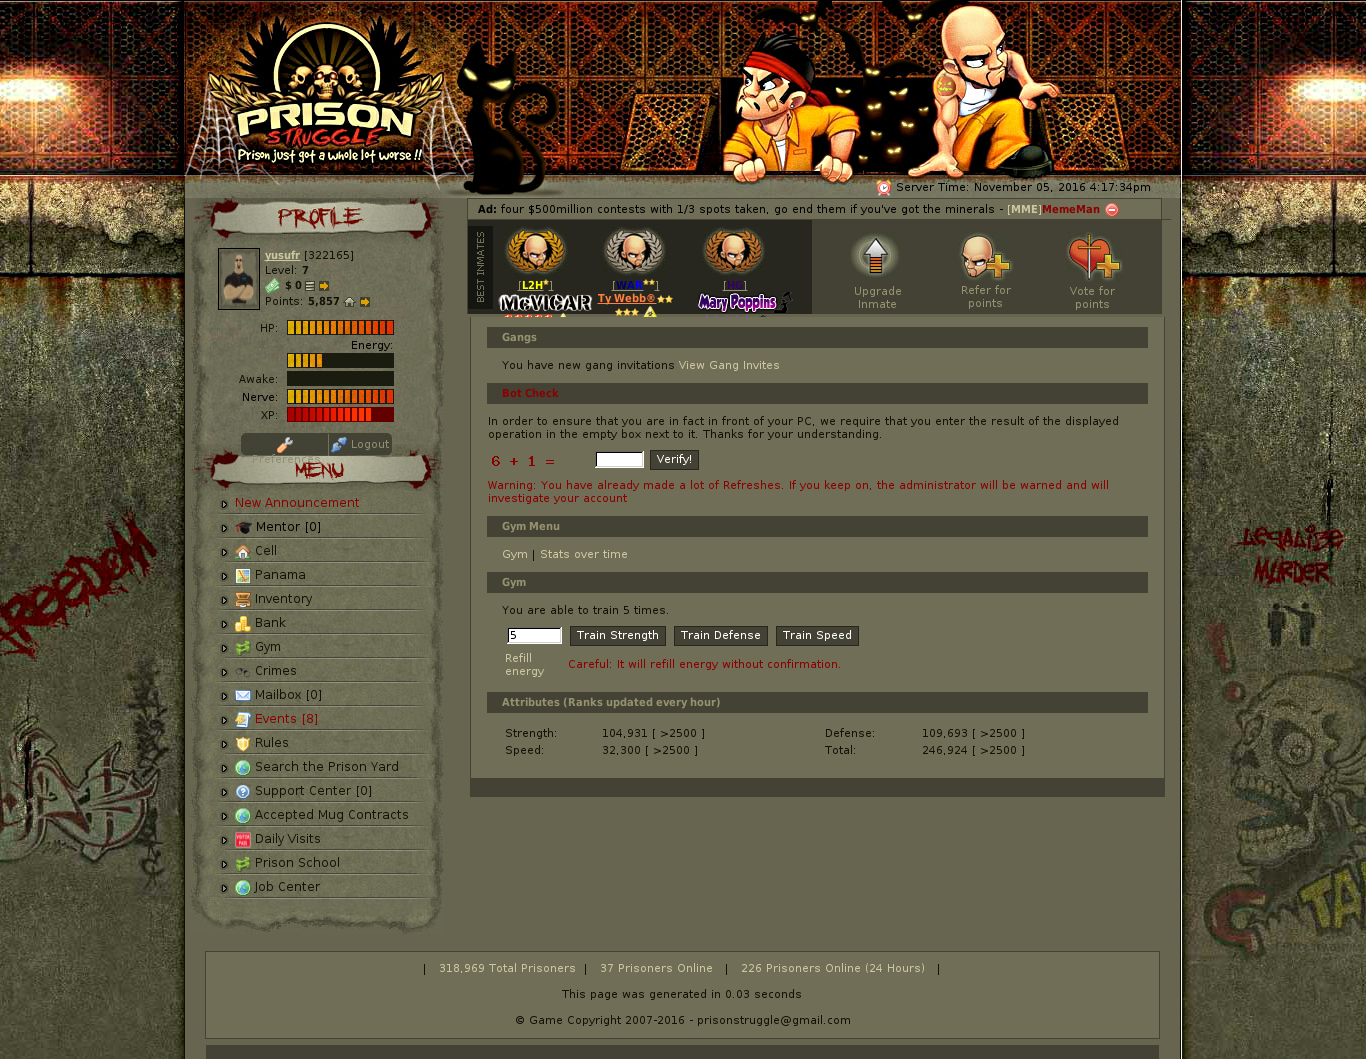 PRISON
STRUGGLE
Prison just got a whole lot worse !!
Server Time: November 05, 2016 4:17:34pm
PROFILE
yusufr [322165]
Level: 7
$ 0
Points: 5,857
HP:
Energy:
Awake:
Nerve:
XP:
Preferences
Logout
MENU
New Announcement
Mentor [0]
Cell
Panama
Inventory
Bank
Gym
Crimes
Mailbox [0]
Events [8]
Rules
Search the Prison Yard
Support Center [0]
Accepted Mug Contracts
Daily Visits
Prison School
Job Center
Ad: four $500million contests with 1/3 spots taken, go end them if you've got the minerals - [MME]MemeMan
BEST INMATES
[L2H*]
McVICAR
[WAR**]
Ty Webb®
[HG]
Mary Poppins
Upgrade
Inmate
Refer for
points
Vote for
points
Gangs
You have new gang invitations View Gang Invites
Bot Check
In order to ensure that you are in fact in front of your PC, we require that you enter the result of the displayed
operation in the empty box next to it. Thanks for your understanding.
6 + 1 =
Verify!
Warning: You have already made a lot of Refreshes. If you keep on, the administrator will be warned and will
investigate your account
Gym Menu
Gym | Stats over time
Gym
You are able to train 5 times.
5 Train Strength Train Defense Train Speed
Refill
energy
Careful: It will refill energy without confirmation.
Attributes (Ranks updated every hour)
Strength: 104,931 [ >2500 ] Defense: 109,693 [ >2500 ]
Speed: 32,300 [ >2500 ] Total: 246,924 [ >2500 ]
FREEDOM
LEGALIZE
MURDER
| 318,969 Total Prisoners | 37 Prisoners Online | 226 Prisoners Online (24 Hours) |
This page was generated in 0.03 seconds
© Game Copyright 2007-2016 - prisonstruggle@gmail.com